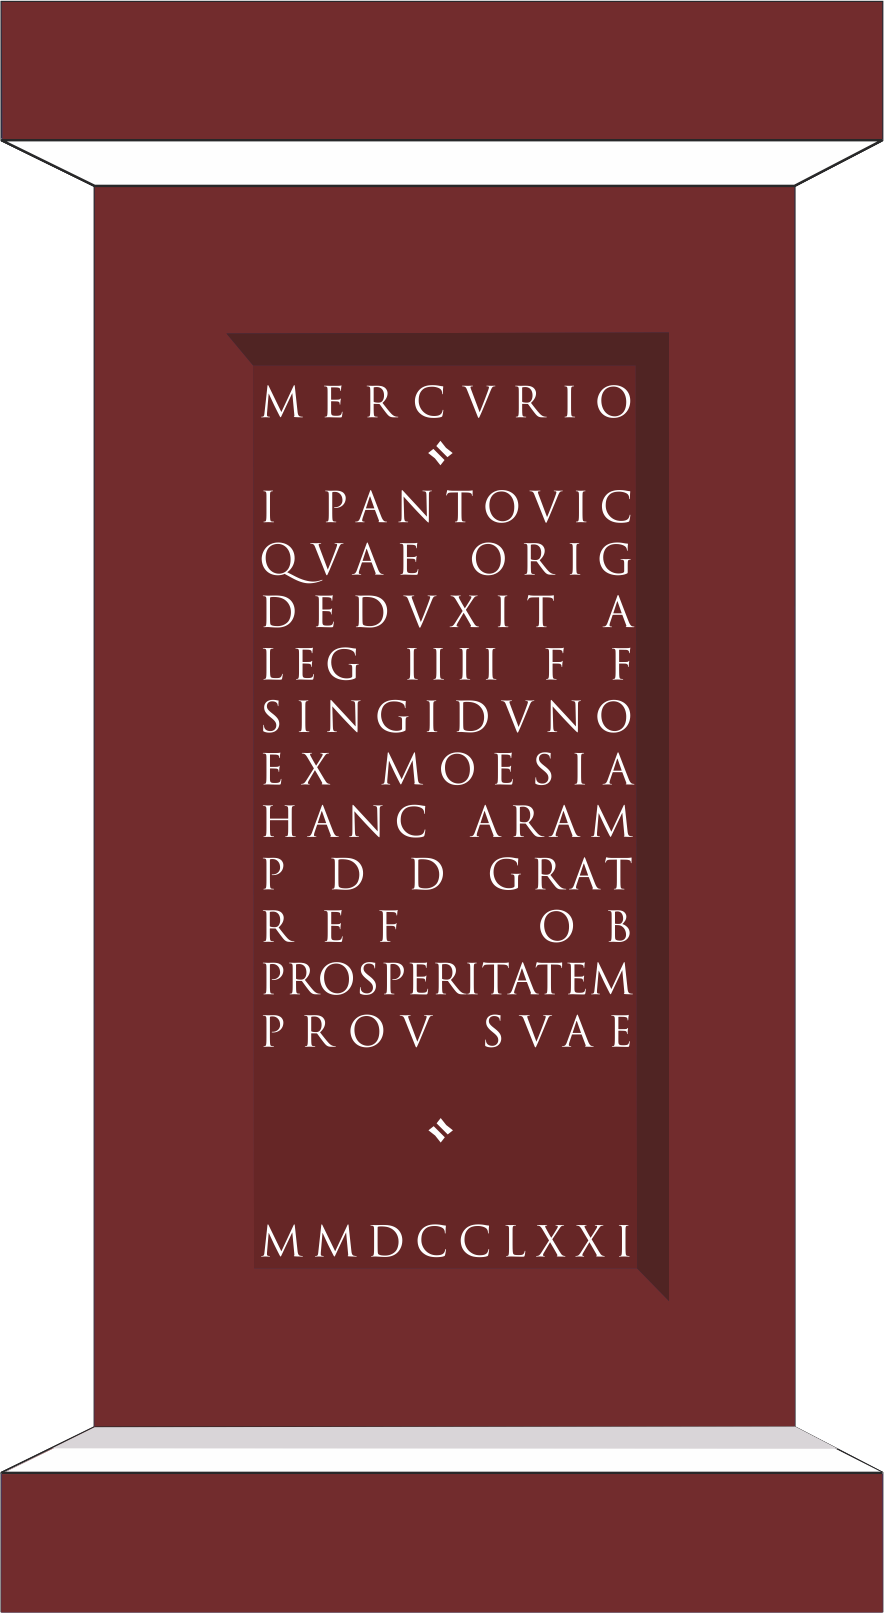 MERCVRIO
I PANTOVIC
QVAE ORIG
DEDVXIT A
LEG IIII F F
SINGIDVNO
EX MOESIA
HANC ARAM
P D D GRAT
REF OB
PROSPERITATEM
PROV SVAE
MMDCCLXXI